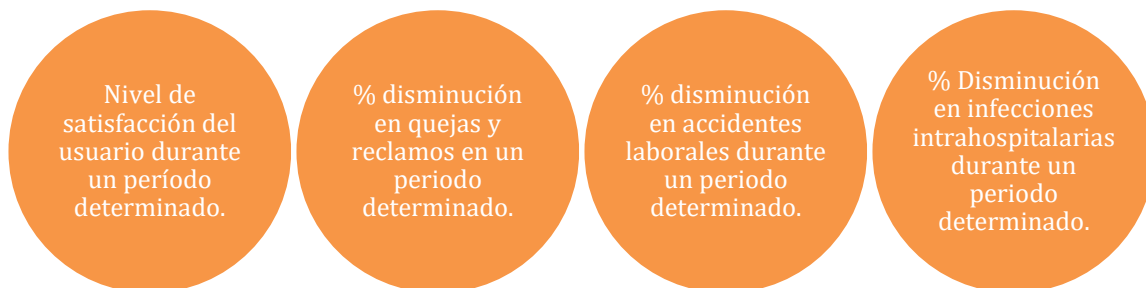 Nivel de
satisfacción del
usuario durante
un período
determinado.
% disminución
en quejas y
reclamos en un
periodo
determinado.
% disminución
en accidentes
laborales durante
un periodo
determinado.
% Disminución
en infecciones
intrahospitalarias
durante un
periodo
determinado.